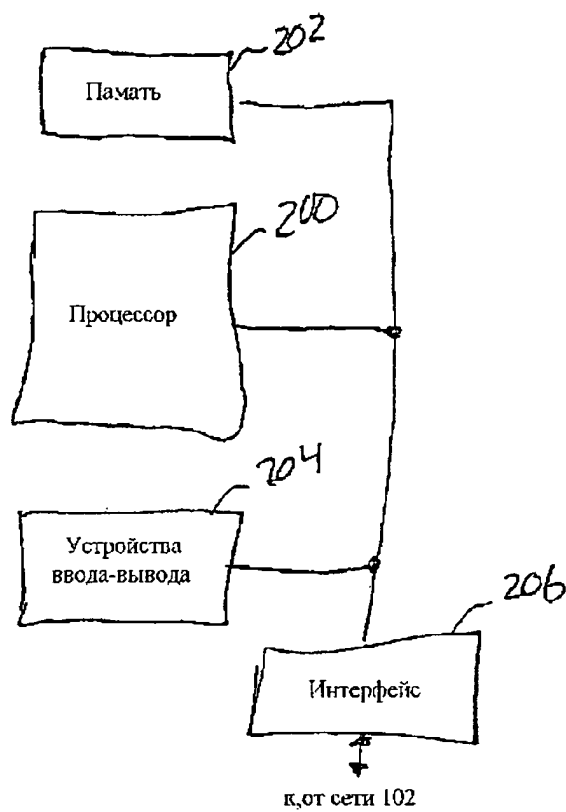 202
Памать
200
Процессор
204
Устройства
ввода-вывода
206
Интерфейс
к,от сети 102